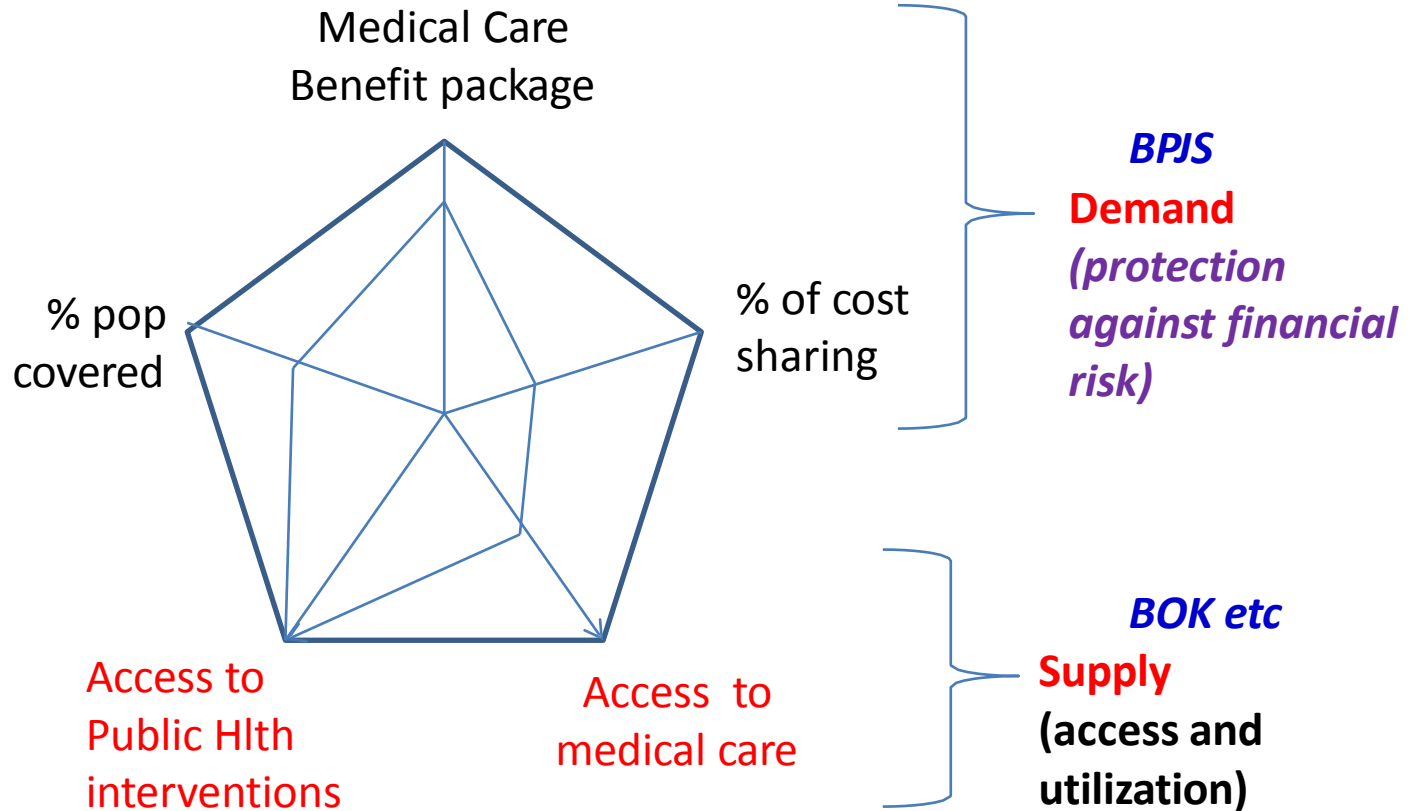 Medical Care
Benefit package
% pop
covered
% of cost
sharing
Access to
Public Hlth
interventions
Access to
medical care
BPJS
Demand
(protection
against financial
risk)
BOK etc
Supply
(access and
utilization)